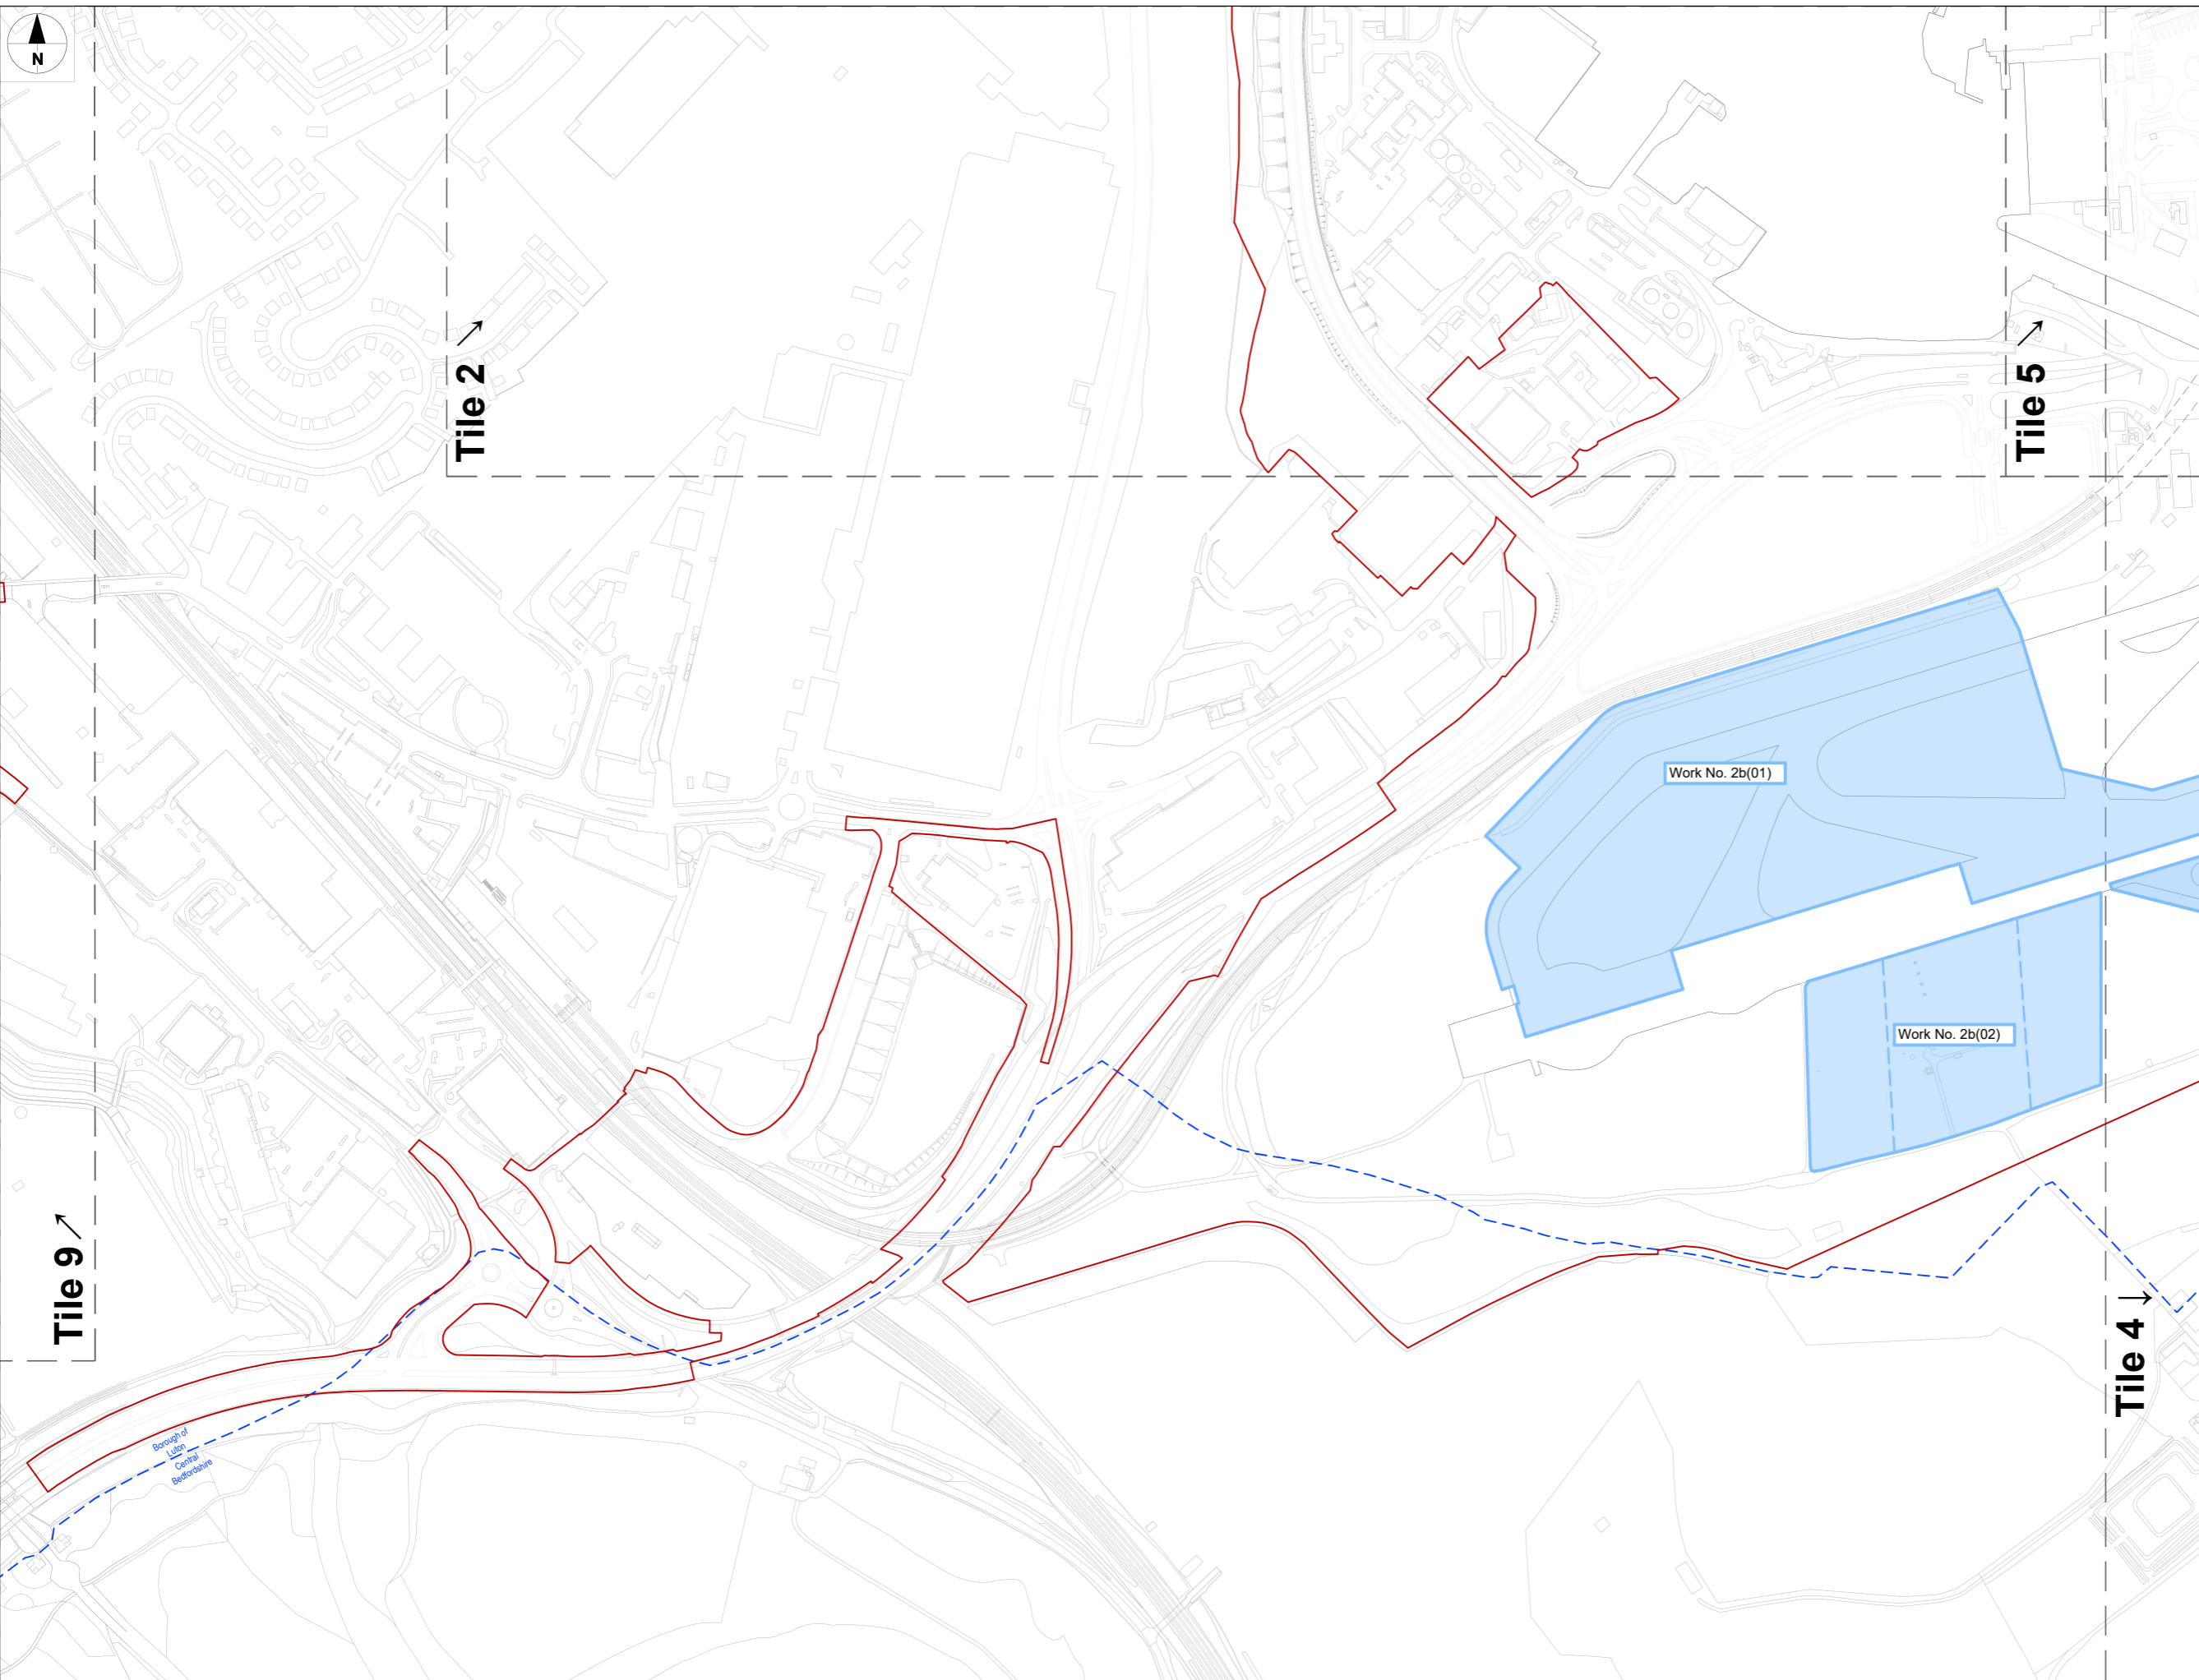 N
Tile 2
Tile 5
Work No. 2b(01)
Work No. 2b(02)
Tile 9
Tile 4
Borough of
Luton
Central
Bedfordshire